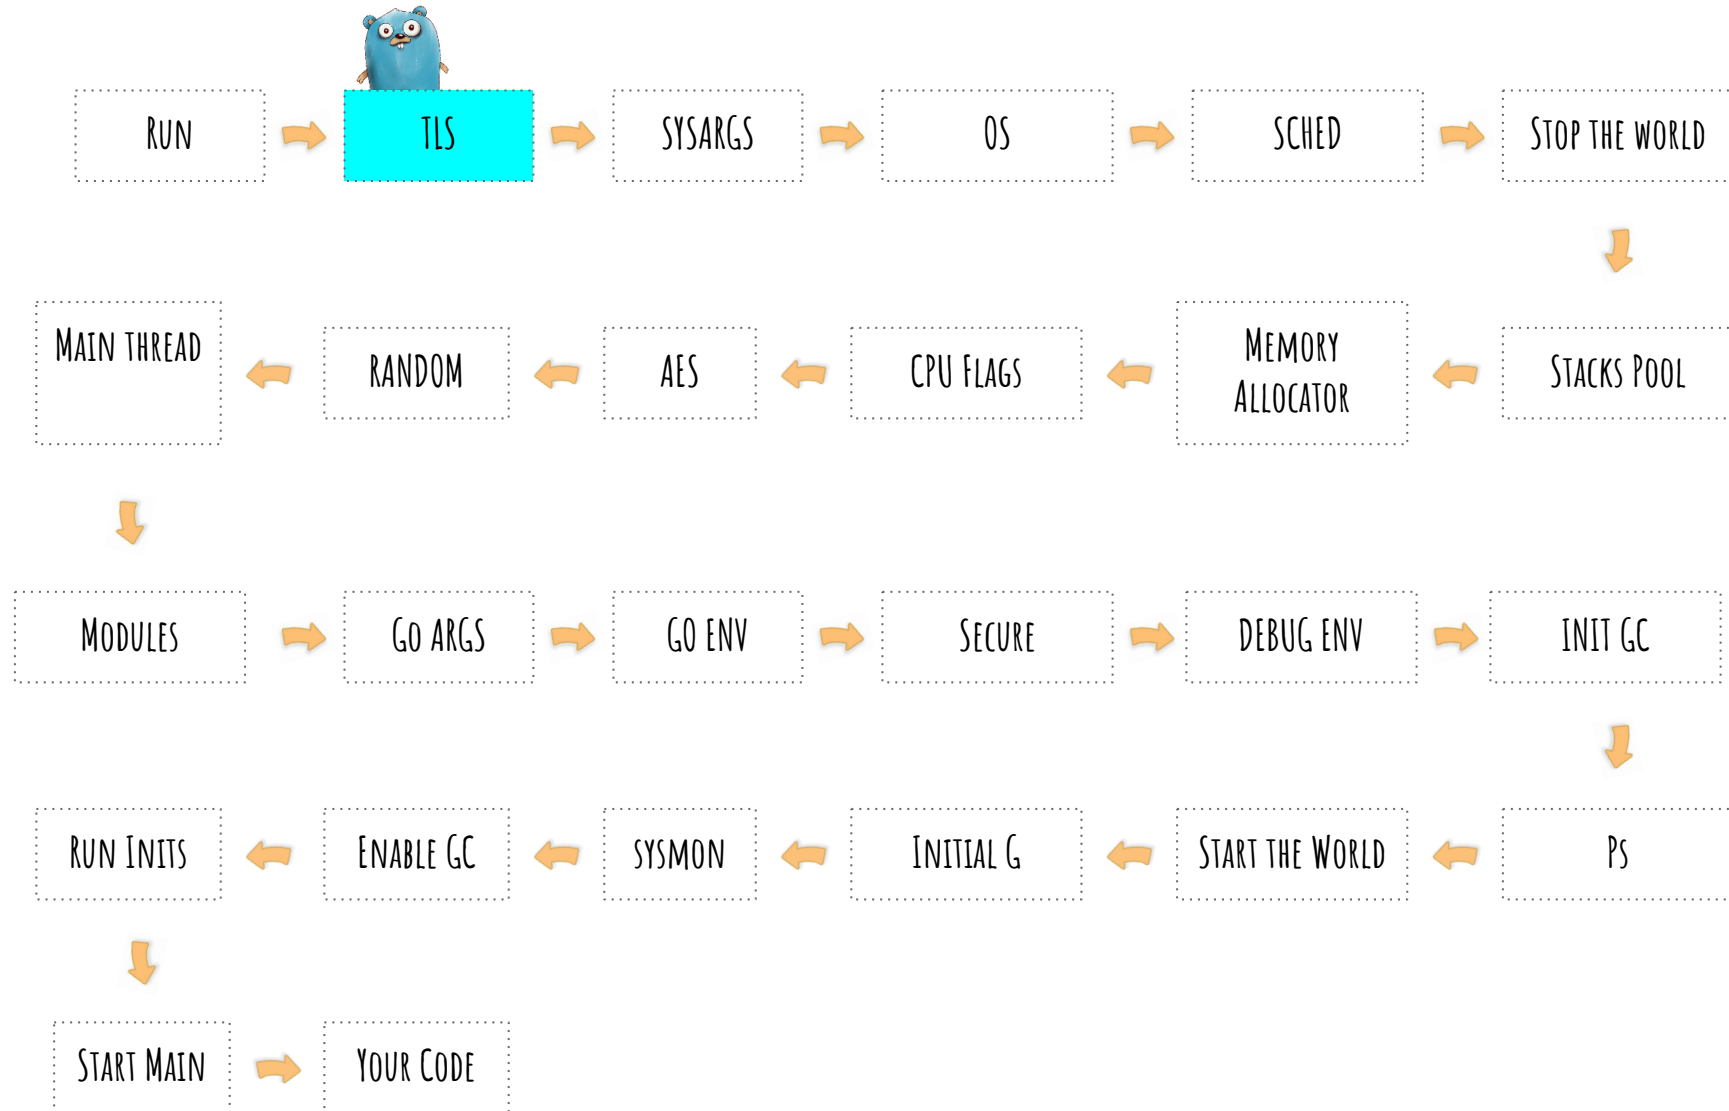 Run
TLS
SYSARGS
OS
SCHED
Stop the world
Main thread
RANDOM
AES
CPU Flags
Memory
Allocator
Stacks Pool
Modules
Go ARGS
GO ENV
Secure
DEBUG ENV
INIT GC
Run Inits
Enable GC
SYSMON
Initial G
Start the World
Ps
Start Main
Your Code